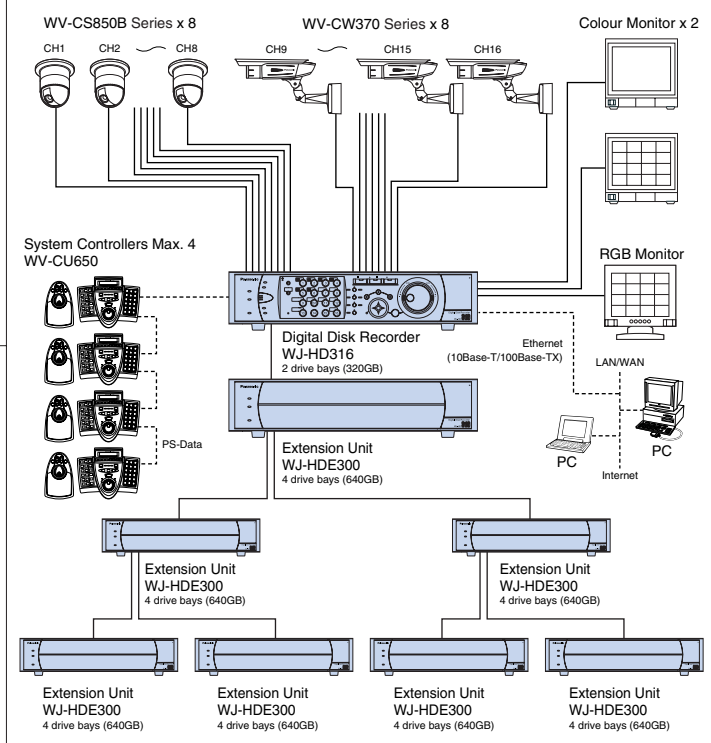 WV-CS850B Series x 8
WV-CW370 Series x 8
Colour Monitor x 2
CH1
CH2
CH8
CH9
CH15
CH16
System Controllers Max. 4
WV-CU650
RGB Monitor
Panasonic
Digital Disk Recorder
WJ-HD316
2 drive bays (320GB)
Ethernet
(10Base-T/100Base-TX)
LAN/WAN
Panasonic
PS-Data
Extension Unit
WJ-HDE300
4 drive bays (640GB)
PC
PC
Internet
Extension Unit
WJ-HDE300
4 drive bays (640GB)
Extension Unit
WJ-HDE300
4 drive bays (640GB)
Extension Unit
WJ-HDE300
4 drive bays (640GB)
Extension Unit
WJ-HDE300
4 drive bays (640GB)
Extension Unit
WJ-HDE300
4 drive bays (640GB)
Extension Unit
WJ-HDE300
4 drive bays (640GB)